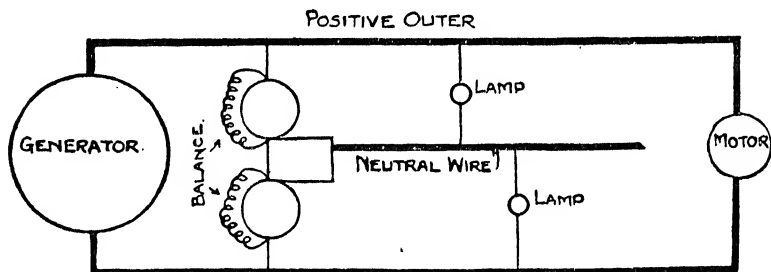 POSITIVE OUTER
LAMP
GENERATOR.
BALANCE.
NEUTRAL WIRE
MOTOR
LAMP